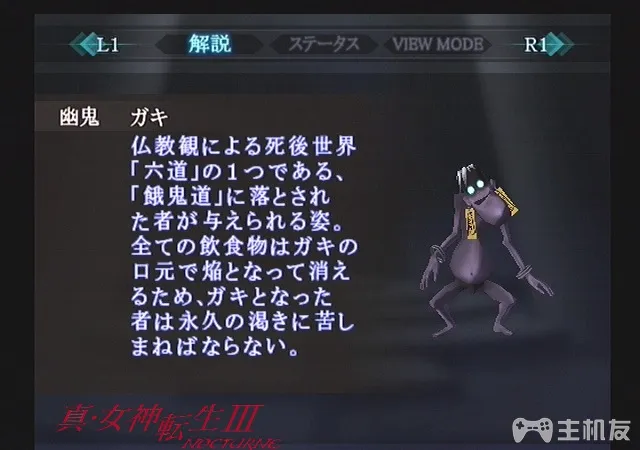 L1 解説 ステータス VIEW MODE R1
幽鬼 ガキ
仏教観による死後世界
「六道」の1つである、
「餓鬼道」に落とされ
た者が与えられる姿。
全ての飲食物はガキの
口元で焔となって消え
るため、ガキとなった
者は永久の渇きに苦し
まねばならない。
真・女神転生III
NOCTURNE
主机友